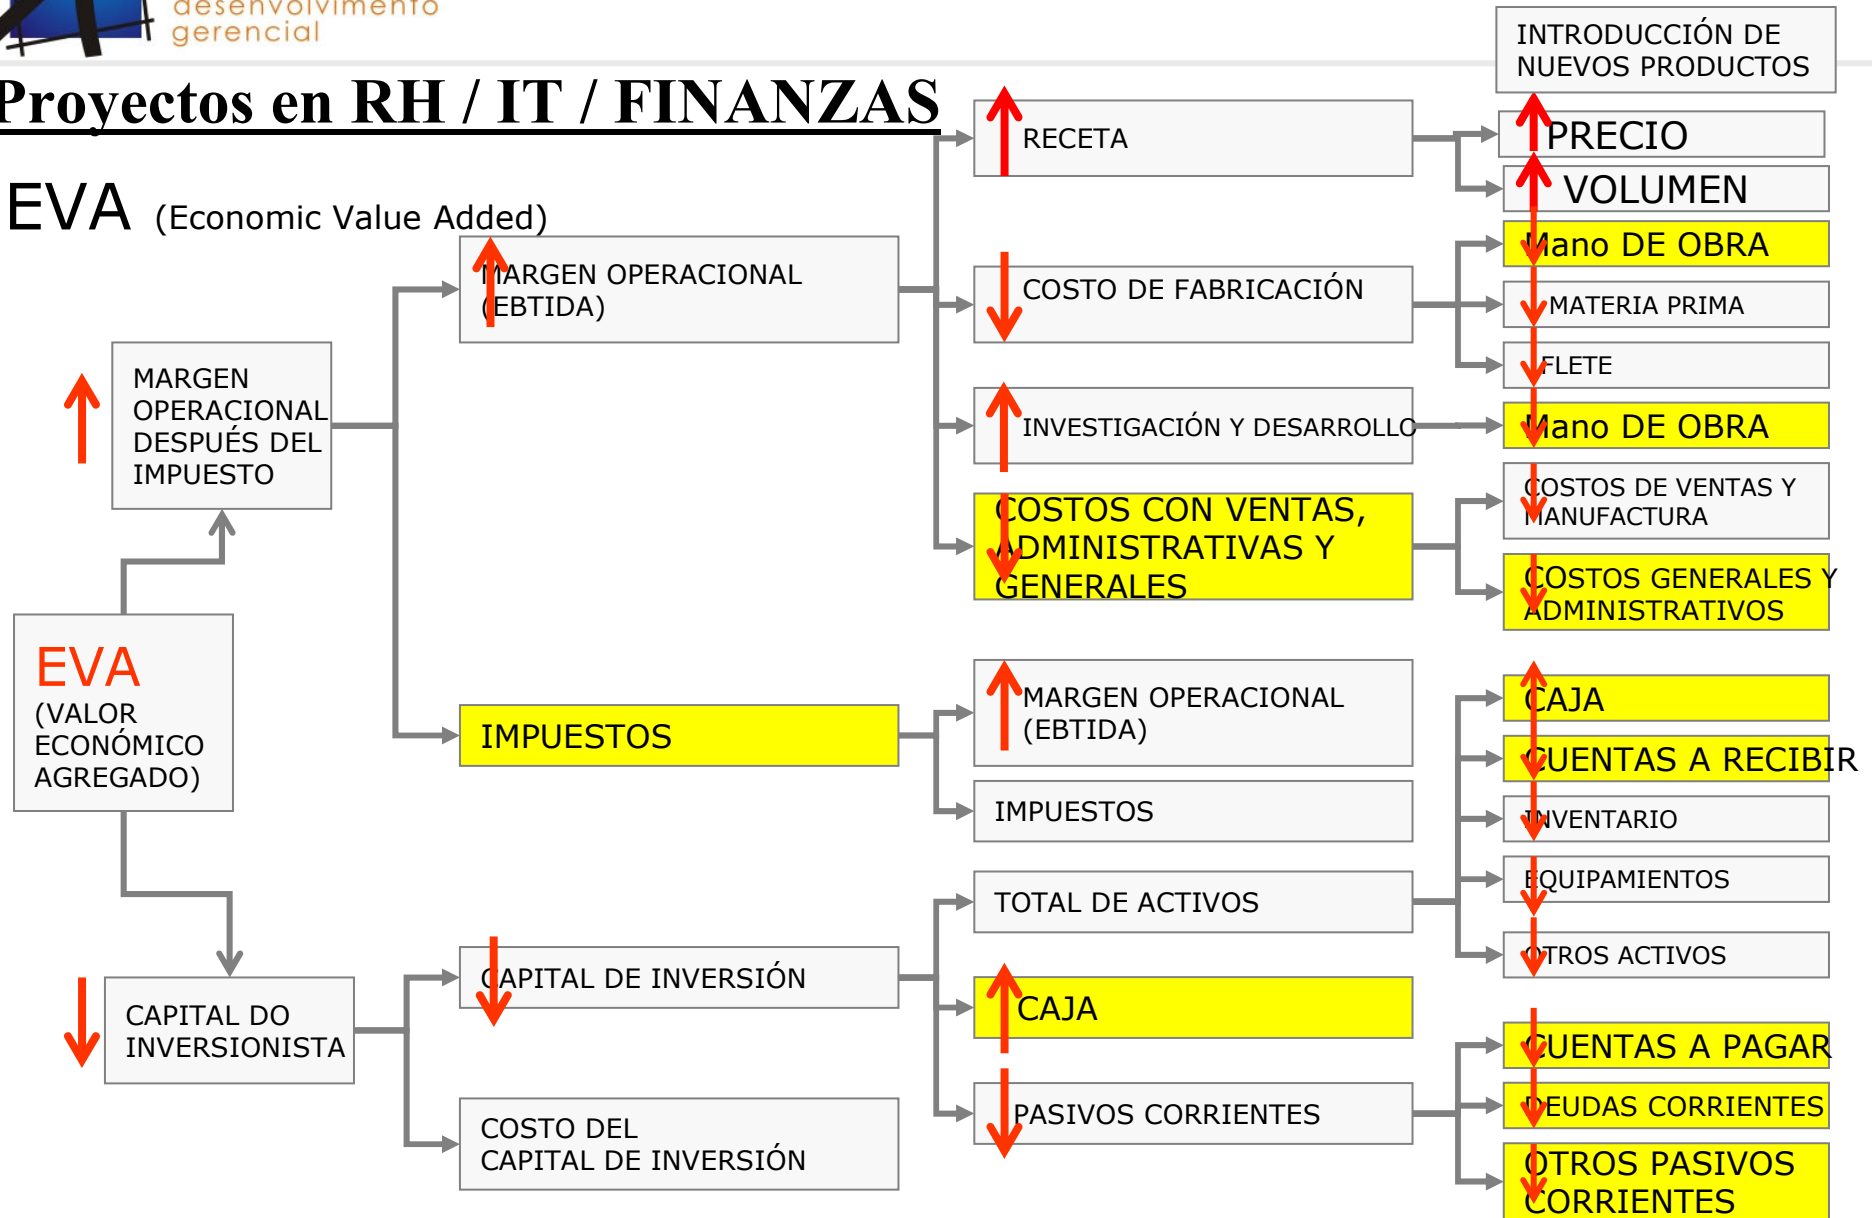 desenvolvimento
gerencial
Proyectos en RH / IT / FINANZAS
EVA (Economic Value Added)
INTRODUCCIÓN DE
NUEVOS PRODUCTOS
RECETA
PRECIO
VOLUMEN
MARGEN OPERACIONAL
(EBTIDA)
COSTO DE FABRICACIÓN
Mano DE OBRA
MATERIA PRIMA
FLETE
MARGEN
OPERACIONAL
DESPUÉS DEL
IMPUESTO
INVESTIGACIÓN Y DESARROLLO
Mano DE OBRA
COSTOS CON VENTAS,
ADMINISTRATIVAS Y
GENERALES
COSTOS DE VENTAS Y
MANUFACTURA
COSTOS GENERALES Y
ADMINISTRATIVOS
EVA
(VALOR
ECONÓMICO
AGREGADO)
IMPUESTOS
MARGEN OPERACIONAL
(EBTIDA)
IMPUESTOS
CAJA
CUENTAS A RECIBIR
INVENTARIO
EQUIPAMIENTOS
OTROS ACTIVOS
TOTAL DE ACTIVOS
CAPITAL DE INVERSIÓN
CAJA
CAPITAL DO
INVERSIONISTA
PASIVOS CORRIENTES
CUENTAS A PAGAR
DEUDAS CORRIENTES
OTROS PASIVOS
CORRIENTES
COSTO DEL
CAPITAL DE INVERSIÓN